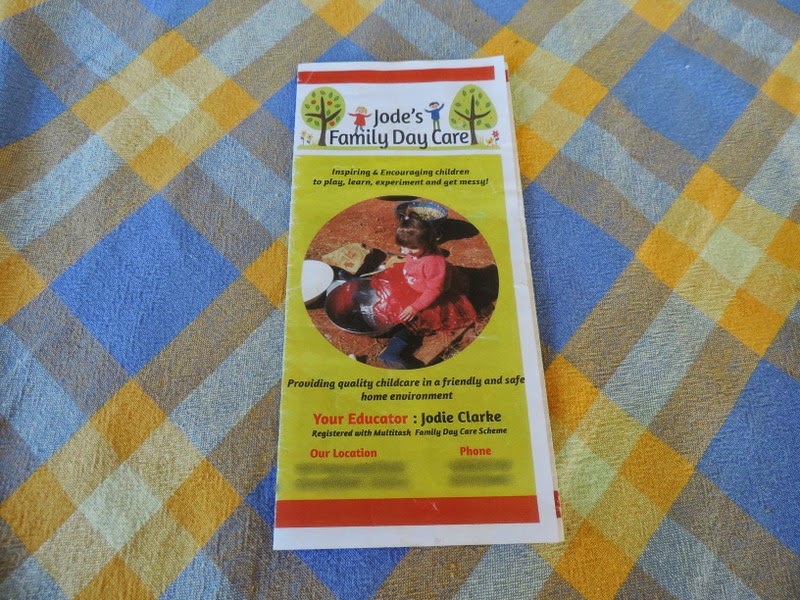 Jode's
Family Day Care
Inspiring & Encouraging children
to play, learn, experiment and get messy!
Providing quality childcare in a friendly and safe
home environment
Your Educator : Jodie Clarke
Registered with Multitask Family Day Care Scheme
Our Location Phone